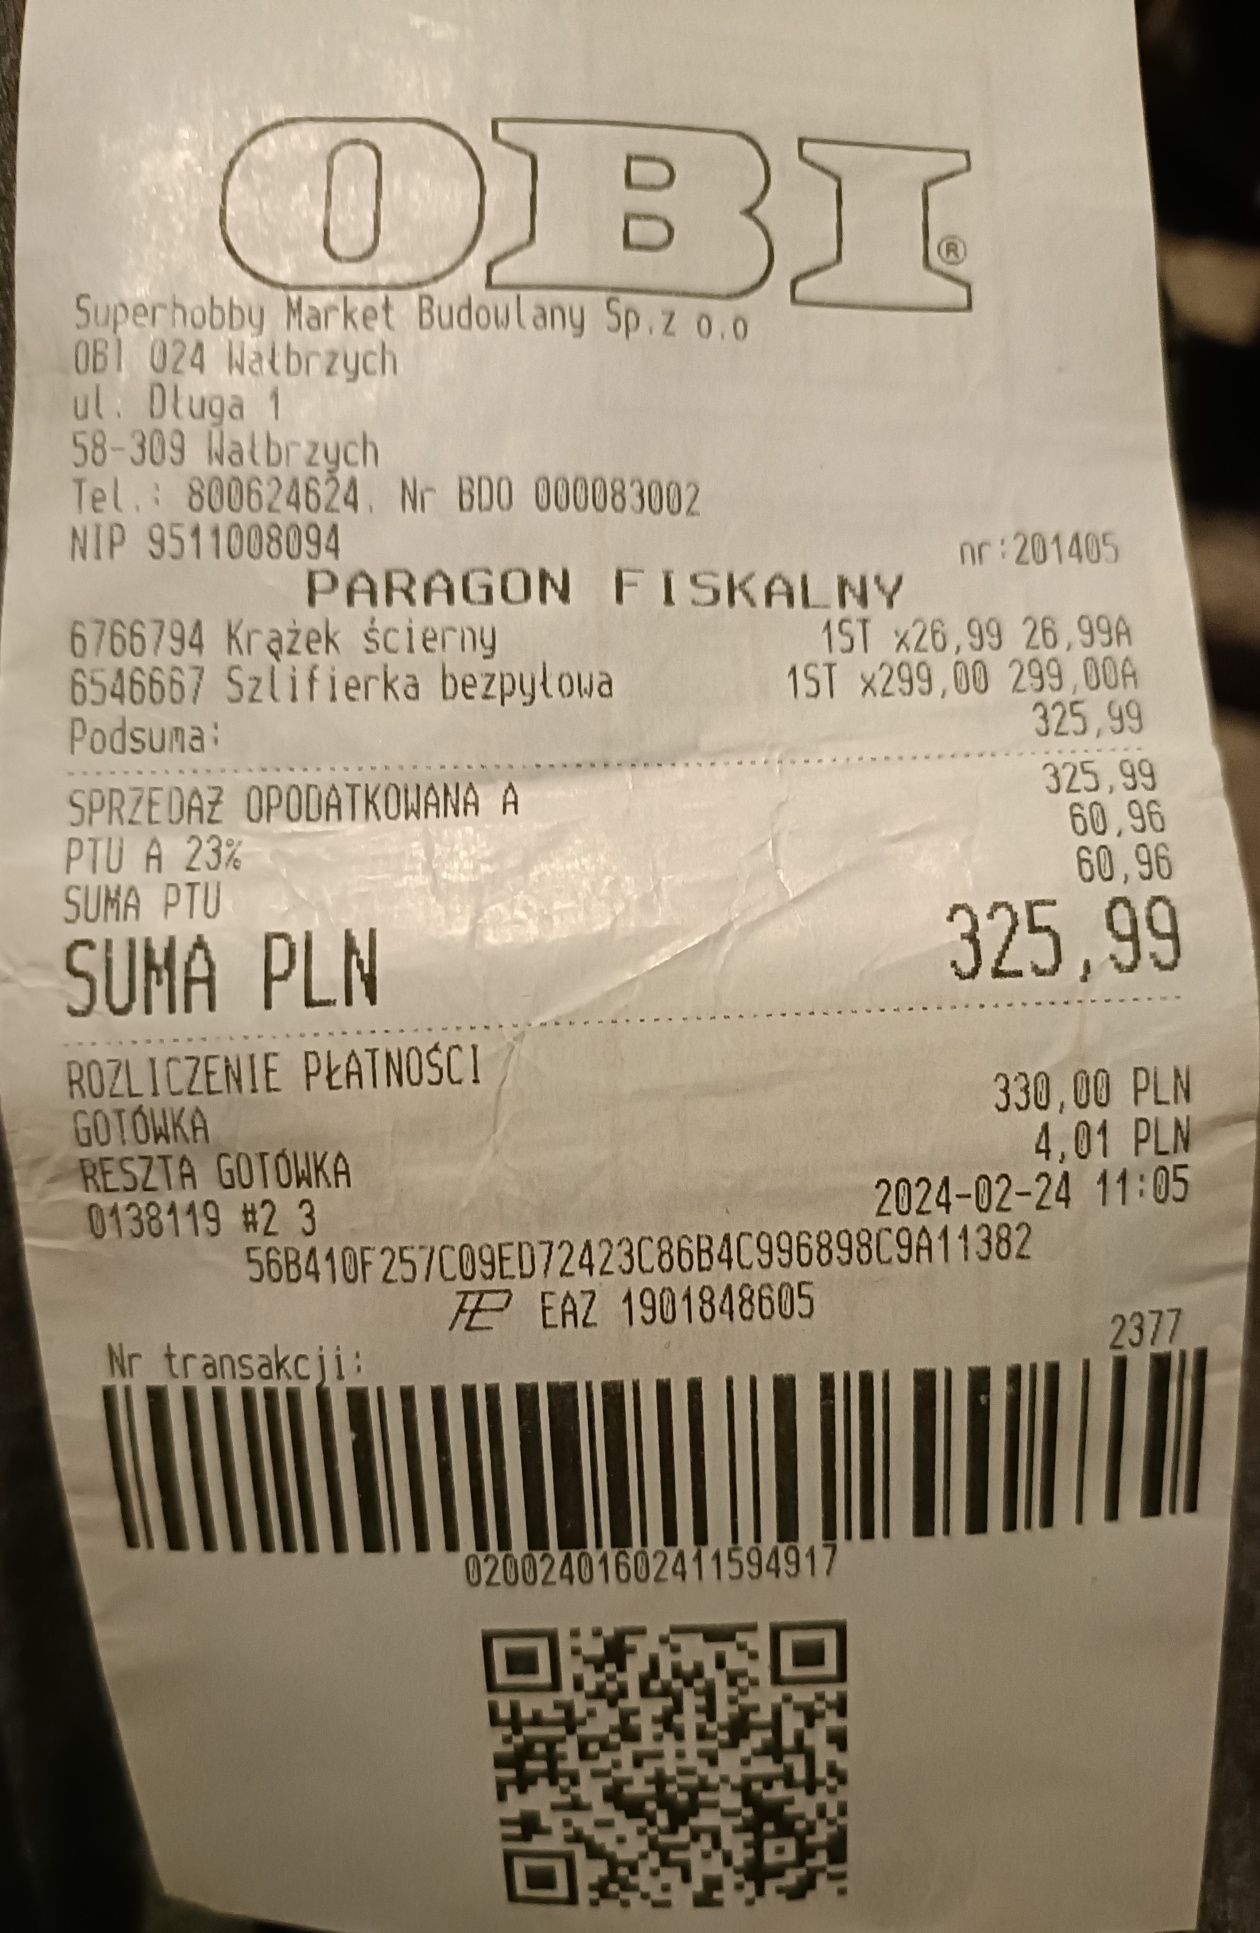 OBI®
Superhobby Market Budowlany Sp.z o.o
OBI 024 Wałbrzych
ul. Długa 1
58-309 Wałbrzych
Tel.: 800624624. Nr BDO 000083002
NIP 9511008094 nr:201405
PARAGON FISKALNY
6766794 Krążek ścierny 1ST x26,99 26,99A
6546667 Szlifierka bezpyłowa 1ST x299,00 299,00A
Podsuma: 325,99
SPRZEDAŻ OPODATKOWANA A 325,99
PTU A 23% 60,96
SUMA PTU 60,96
SUMA PLN 325,99
ROZLICZENIE PŁATNOŚCI
GOTÓWKA 330,00 PLN
RESZTA GOTÓWKA 4,01 PLN
0138119 #2 3 2024-02-24 11:05
56B410F257C09ED72423C86B4C996898C9A11382
EAZ 1901848605
Nr transakcji: 2377
02002401602411594917